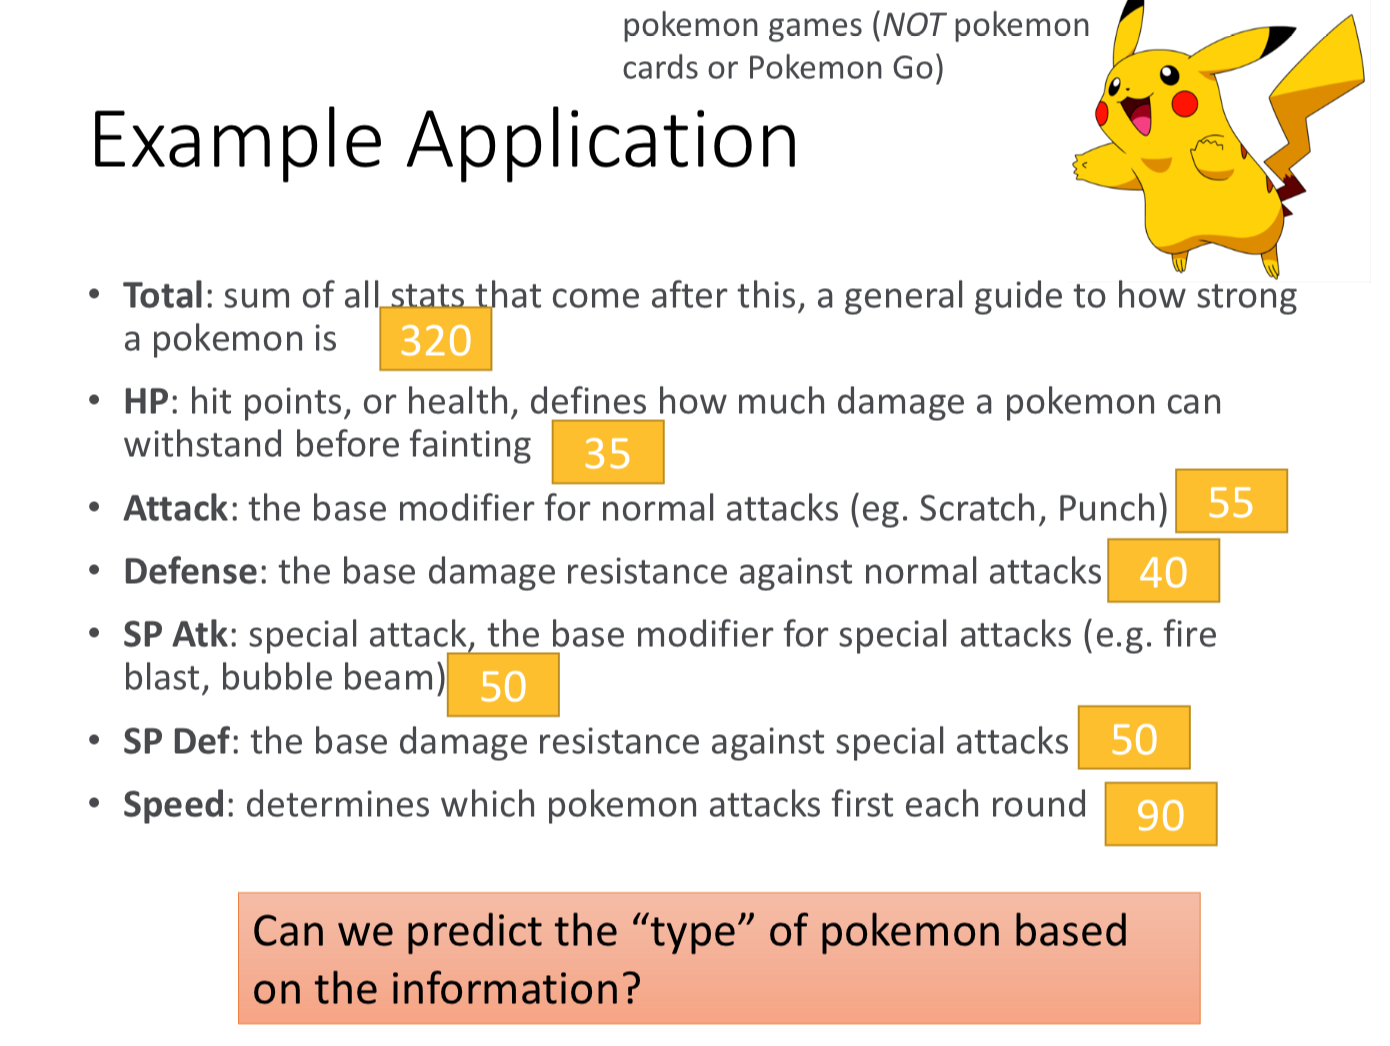 pokemon games (NOT pokemon
cards or Pokemon Go)
Example Application
• Total: sum of all stats that come after this, a general guide to how strong
a pokemon is 320
• HP: hit points, or health, defines how much damage a pokemon can
withstand before fainting 35
• Attack: the base modifier for normal attacks (eg. Scratch, Punch) 55
• Defense: the base damage resistance against normal attacks 40
• SP Atk: special attack, the base modifier for special attacks (e.g. fire
blast, bubble beam) 50
• SP Def: the base damage resistance against special attacks 50
• Speed: determines which pokemon attacks first each round 90
Can we predict the “type” of pokemon based
on the information?